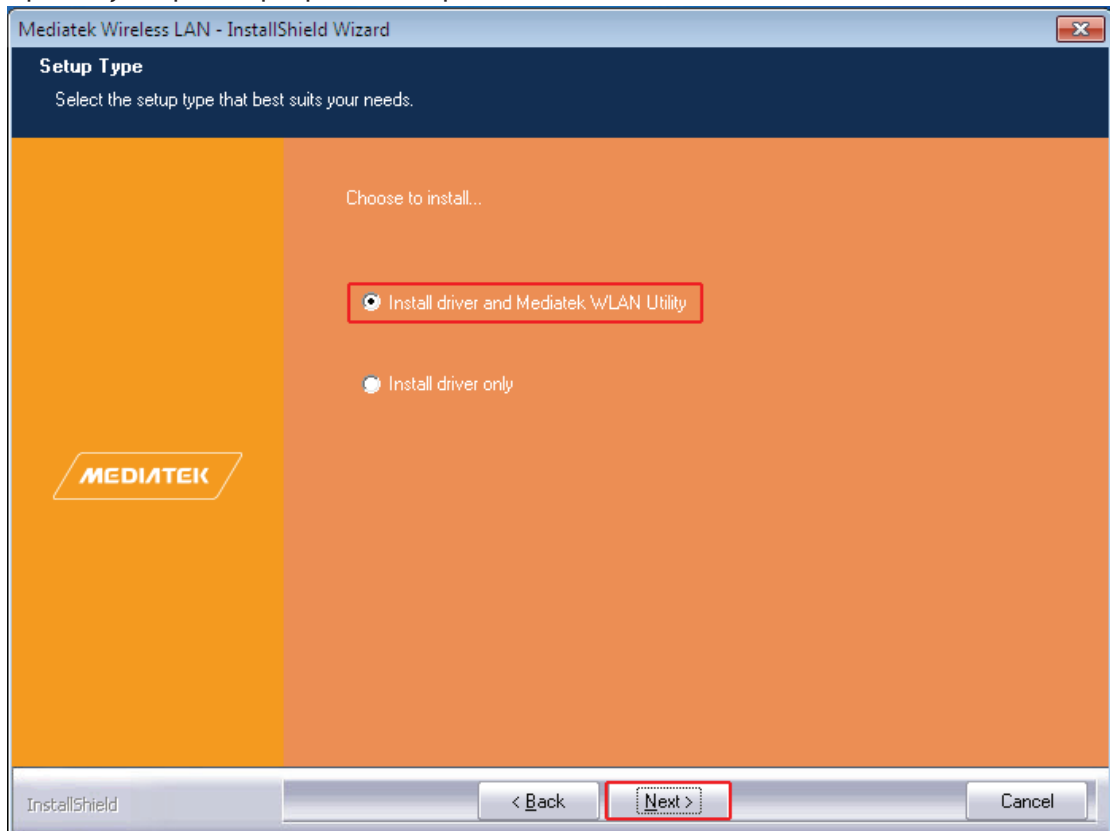 Mediatek Wireless LAN - InstallShield Wizard
Setup Type
Select the setup type that best suits your needs.
Choose to install...
Install driver and Mediatek WLAN Utility
Install driver only
MEDIATEK
InstallShield
< Back
Next >
Cancel